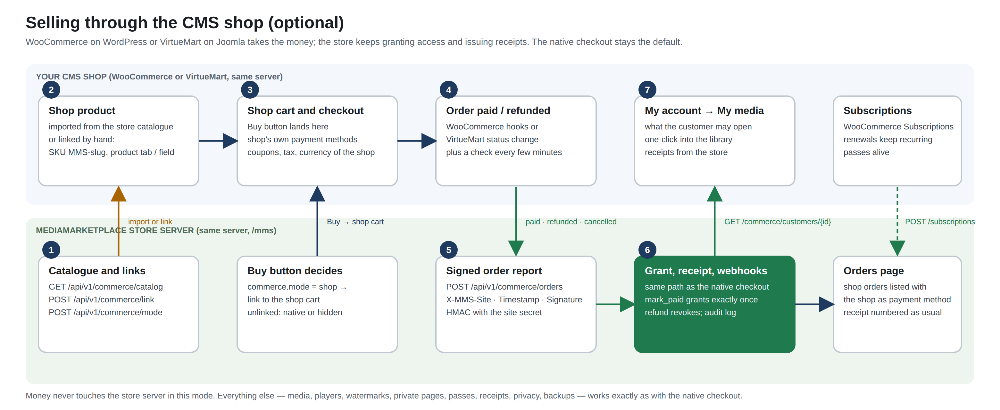 Selling through the CMS shop (optional)
WooCommerce on WordPress or VirtueMart on Joomla takes the money; the store keeps granting access and issuing receipts. The native checkout stays the default.
YOUR CMS SHOP (WooCommerce or VirtueMart, same server)
2
Shop product
imported from the store catalogue
or linked by hand:
SKU MMS-slug, product tab / field
3
Shop cart and checkout
Buy button lands here
shop's own payment methods
coupons, tax, currency of the shop
4
Order paid / refunded
WooCommerce hooks or
VirtueMart status change
plus a check every few minutes
7
My account → My media
what the customer may open
one-click into the library
receipts from the store
Subscriptions
WooCommerce Subscriptions
renewals keep recurring
passes alive
import or link
Buy → shop cart
paid · refunded · cancelled
GET /commerce/customers/{id}
POST /subscriptions
MEDIAMARKETPLACE STORE SERVER (same server, /mms)
1
Catalogue and links
GET /api/v1/commerce/catalog
POST /api/v1/commerce/link
POST /api/v1/commerce/mode
Buy button decides
commerce.mode = shop →
link to the shop cart
unlinked: native or hidden
5
Signed order report
POST /api/v1/commerce/orders
X-MMS-Site · Timestamp · Signature
HMAC with the site secret
6
Grant, receipt, webhooks
same path as the native checkout
mark_paid grants exactly once
refund revokes; audit log
Orders page
shop orders listed with
the shop as payment method
receipt numbered as usual
Money never touches the store server in this mode. Everything else — media, players, watermarks, private pages, passes, receipts, privacy, backups — works exactly as with the native checkout.